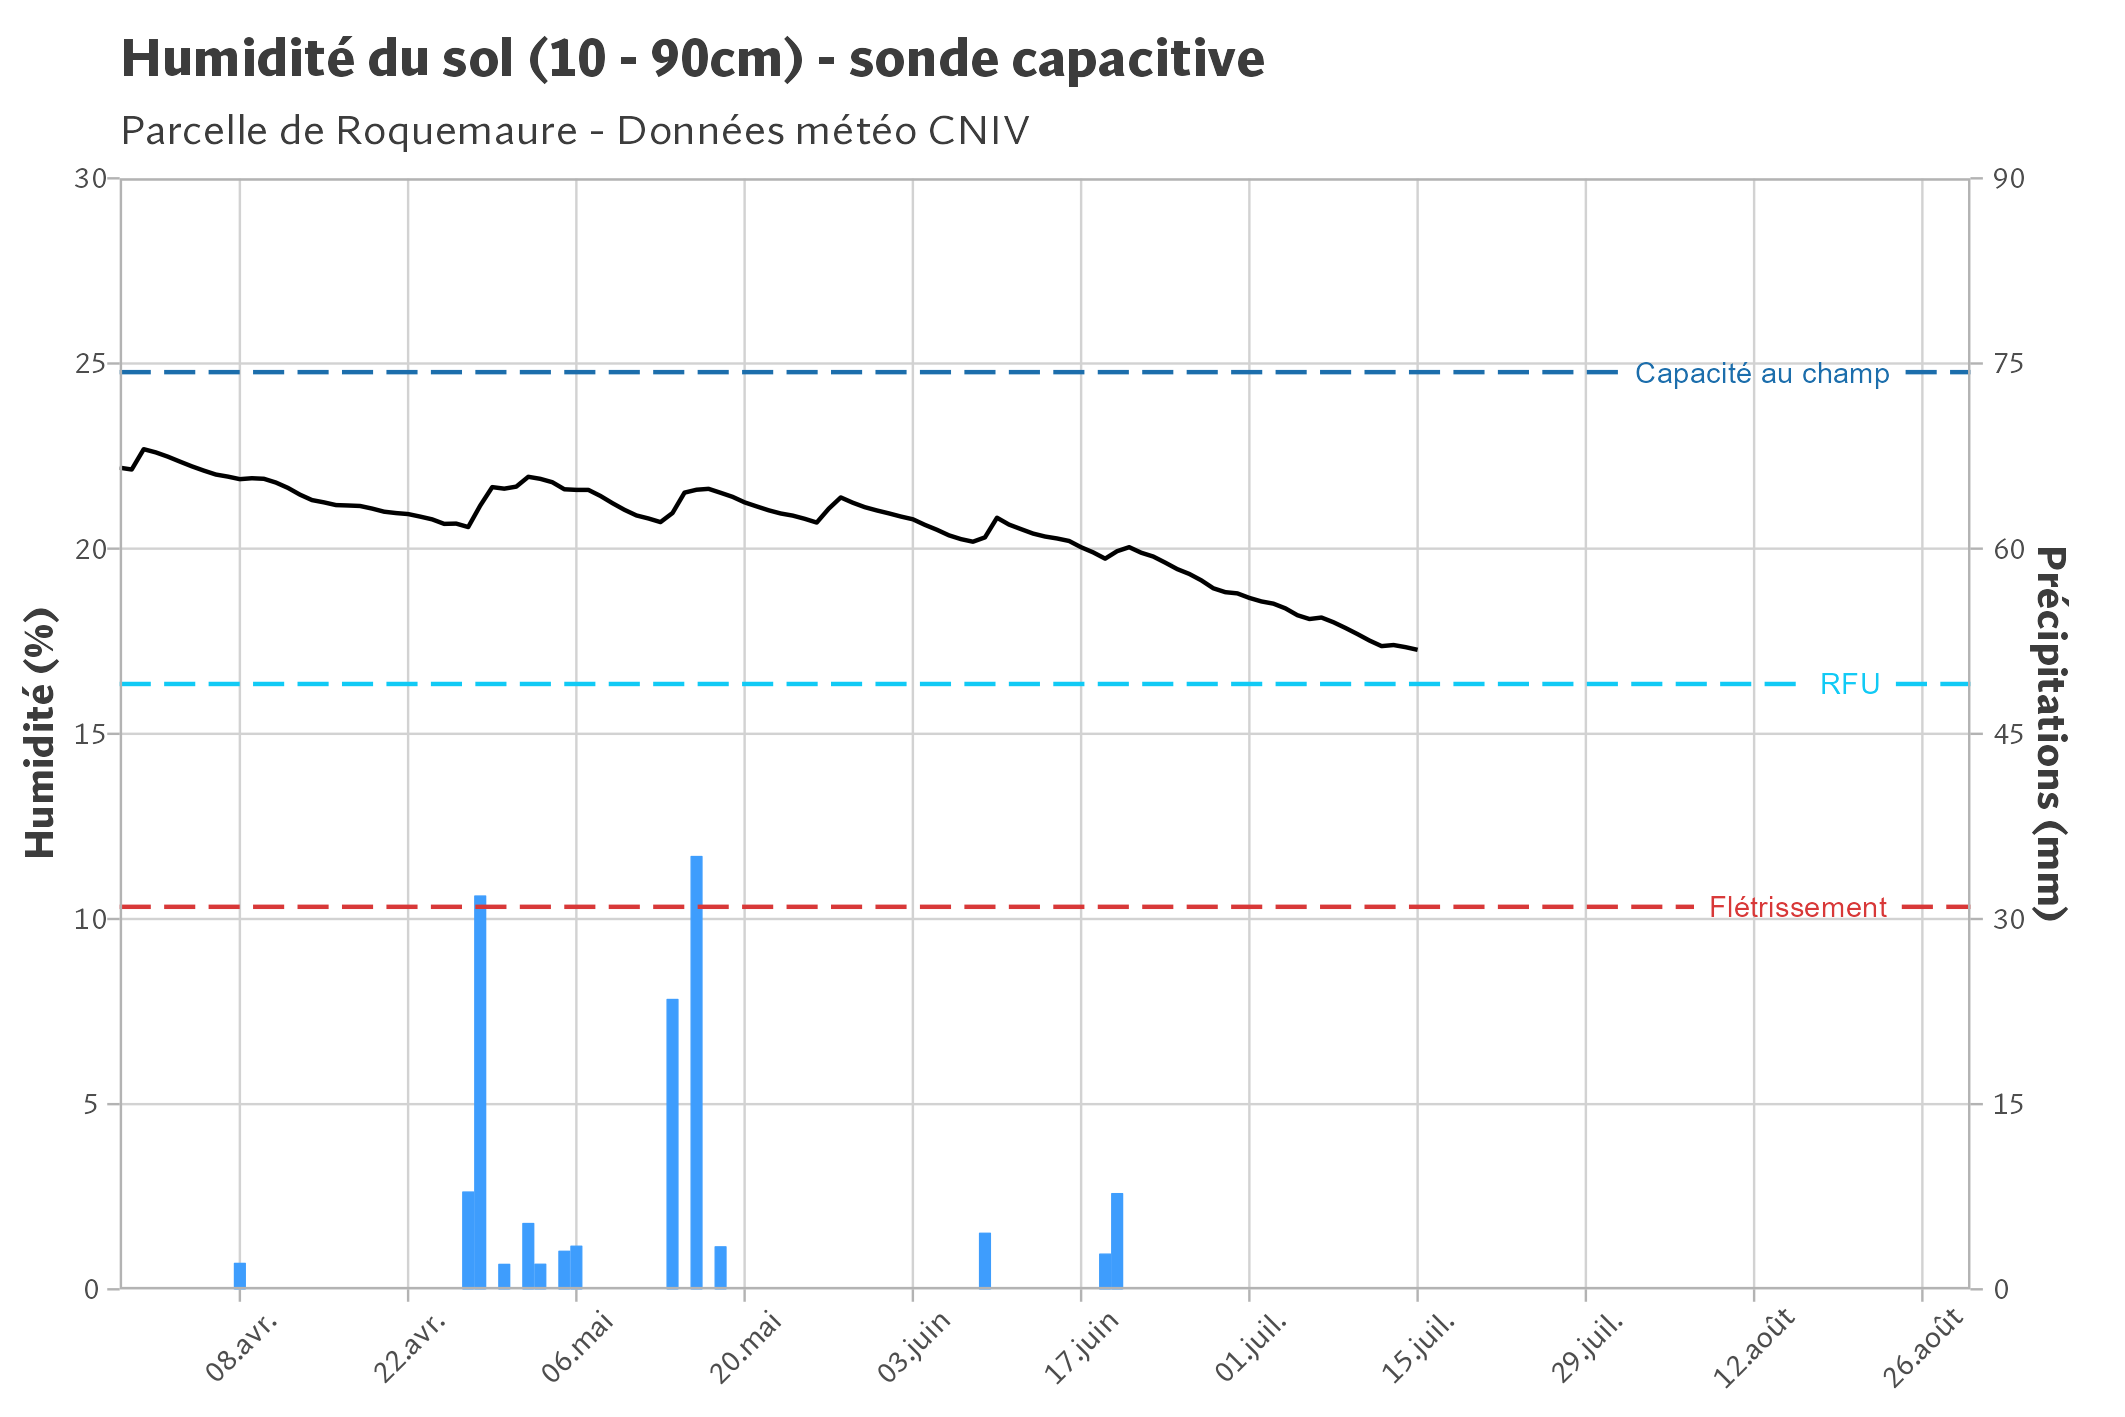 Humidité du sol (10 - 90cm) - sonde capacitive
Parcelle de Roquemaure - Données météo CNIV
Humidité (%)
30
25
20
15
10
5
0
Capacité au champ
RFU
Flétrissement
90
75
60
45
30
15
0
Précipitations (mm)
08.avr.
22.avr.
06.mai
20.mai
03.juin
17.juin
01.juil.
15.juil.
29.juil.
12.août
26.août